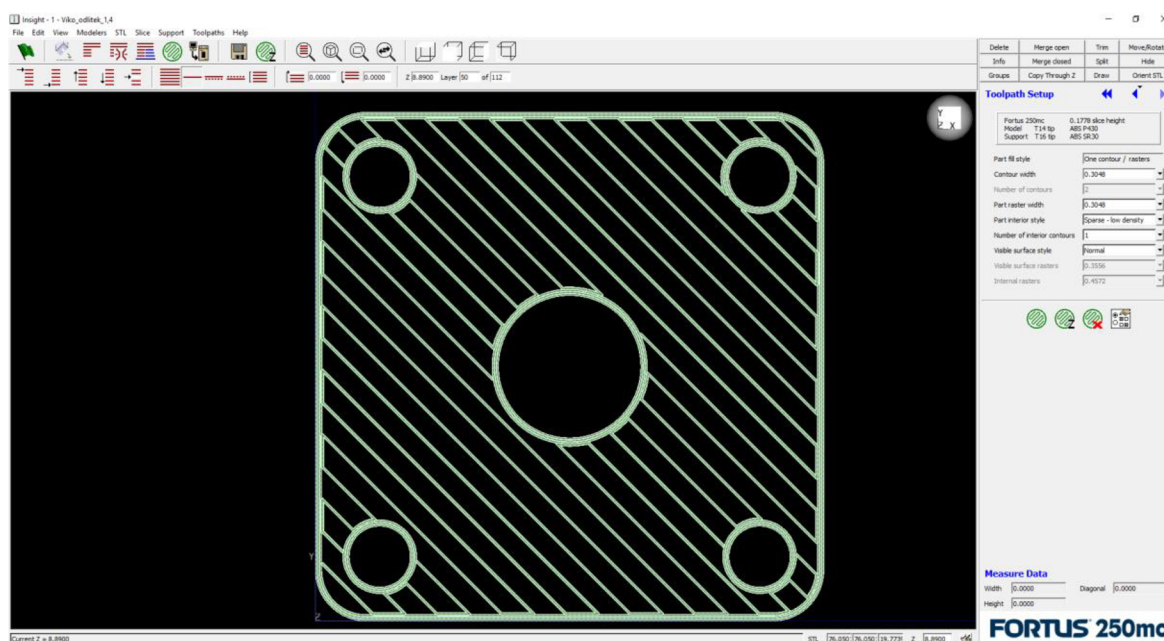 Insight - 1 - Viko_odlitek_1,4
File Edit View Modelers STL Slice Support Toolpaths Help
0.0000 0.0000 Z 8.8900 Layer 50 of 112
Delete Merge open Trim Move/Rotat
Info Merge closed Split Hide
Groups Copy Through Z Draw Orient STL
Toolpath Setup
Fortus 250mc 0.1778 slice height
Model T14 tip ABS P430
Support T16 tip ABS SR30
Part fill style One contour / rasters
Contour width 0.3048
Number of contours 2
Part raster width 0.3048
Part interior style Sparse - low density
Number of interior contours 1
Visible surface style Normal
Visible surface rasters 0.3556
Internal rasters 0.4572
Y
Z X
Y
Z
Measure Data
Width 0.0000 Diagonal 0.0000
Height 0.0000
FORTUS 250mc
Current Z = 8.8900 STL 76.050 76.050 19.775 Z 8.8900